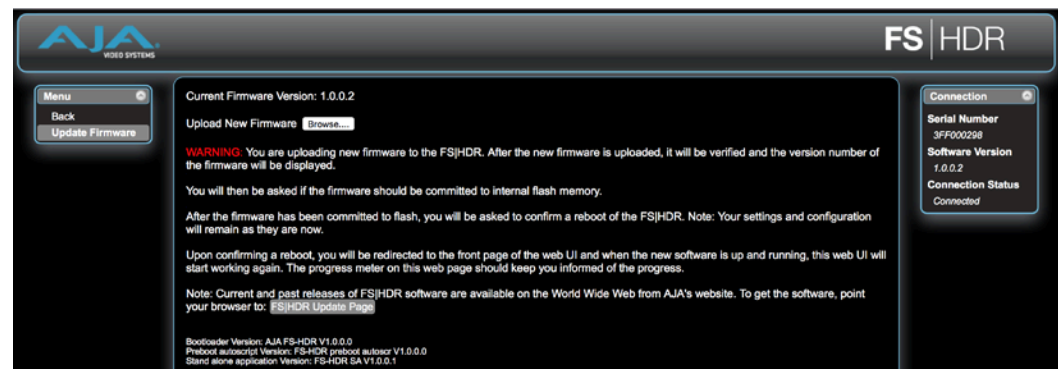 AJA
VIDEO SYSTEMS
FS|HDR
Menu
Back
Update Firmware
Current Firmware Version: 1.0.0.2
Upload New Firmware Browse....
WARNING: You are uploading new firmware to the FS|HDR. After the new firmware is uploaded, it will be verified and the version number of
the firmware will be displayed.
You will then be asked if the firmware should be committed to internal flash memory.
After the firmware has been committed to flash, you will be asked to confirm a reboot of the FS|HDR. Note: Your settings and configuration
will remain as they are now.
Upon confirming a reboot, you will be redirected to the front page of the web UI and when the new software is up and running, this web UI will
start working again. The progress meter on this web page should keep you informed of the progress.
Note: Current and past releases of FS|HDR software are available on the World Wide Web from AJA's website. To get the software, point
your browser to: FS|HDR Update Page
Bootloader Version: AJA FS-HDR V1.0.0.0
Preboot autoscript Version: FS-HDR preboot autoscr V1.0.0.0
Stand alone application Version: FS-HDR SA V1.0.0.1
Connection
Serial Number
3FF000298
Software Version
1.0.0.2
Connection Status
Connected